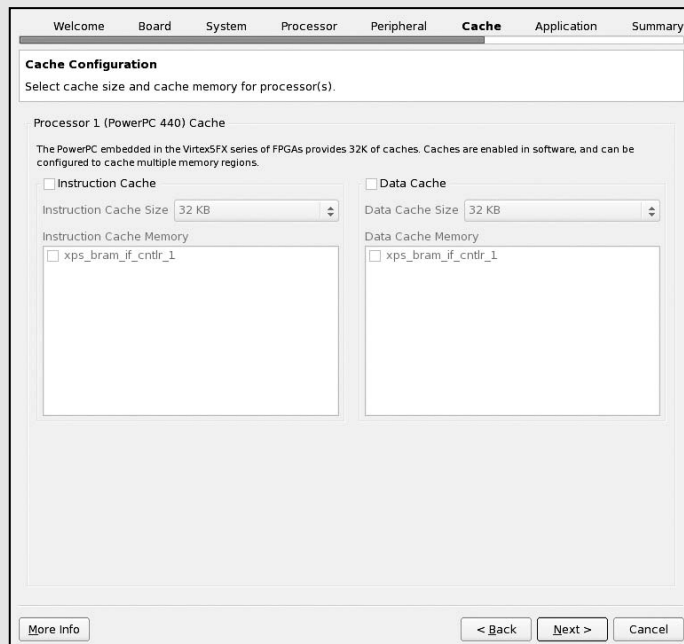 Welcome Board System Processor Peripheral Cache Application Summary
Cache Configuration
Select cache size and cache memory for processor(s).
Processor 1 (PowerPC 440) Cache
The PowerPC embedded in the Virtex5FX series of FPGAs provides 32K of caches. Caches are enabled in software, and can be
configured to cache multiple memory regions.
Instruction Cache
Instruction Cache Size 32 KB
Instruction Cache Memory
xps_bram_if_cntlr_1
Data Cache
Data Cache Size 32 KB
Data Cache Memory
xps_bram_if_cntlr_1
More Info < Back Next > Cancel